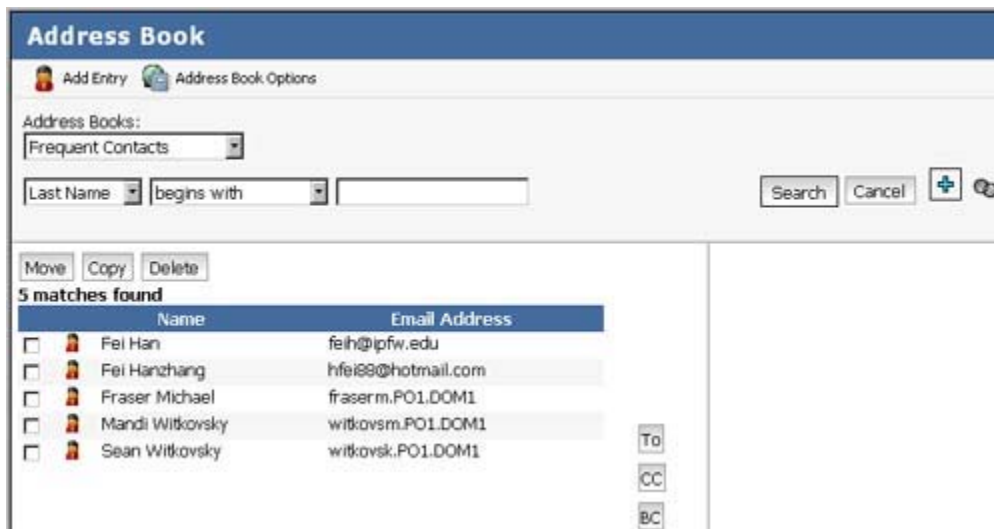 Address Book
Add Entry Address Book Options
Address Books:
Frequent Contacts
Last Name begins with Search Cancel
Move Copy Delete
5 matches found
Name Email Address
Fei Han feih@ipfw.edu
Fei Hanzhang hfei89@hotmail.com
Fraser Michael fraserm.PO1.DOM1
Mandi Witkovsky witkovsm.PO1.DOM1
Sean Witkovsky witkovsk.PO1.DOM1
To
CC
BC